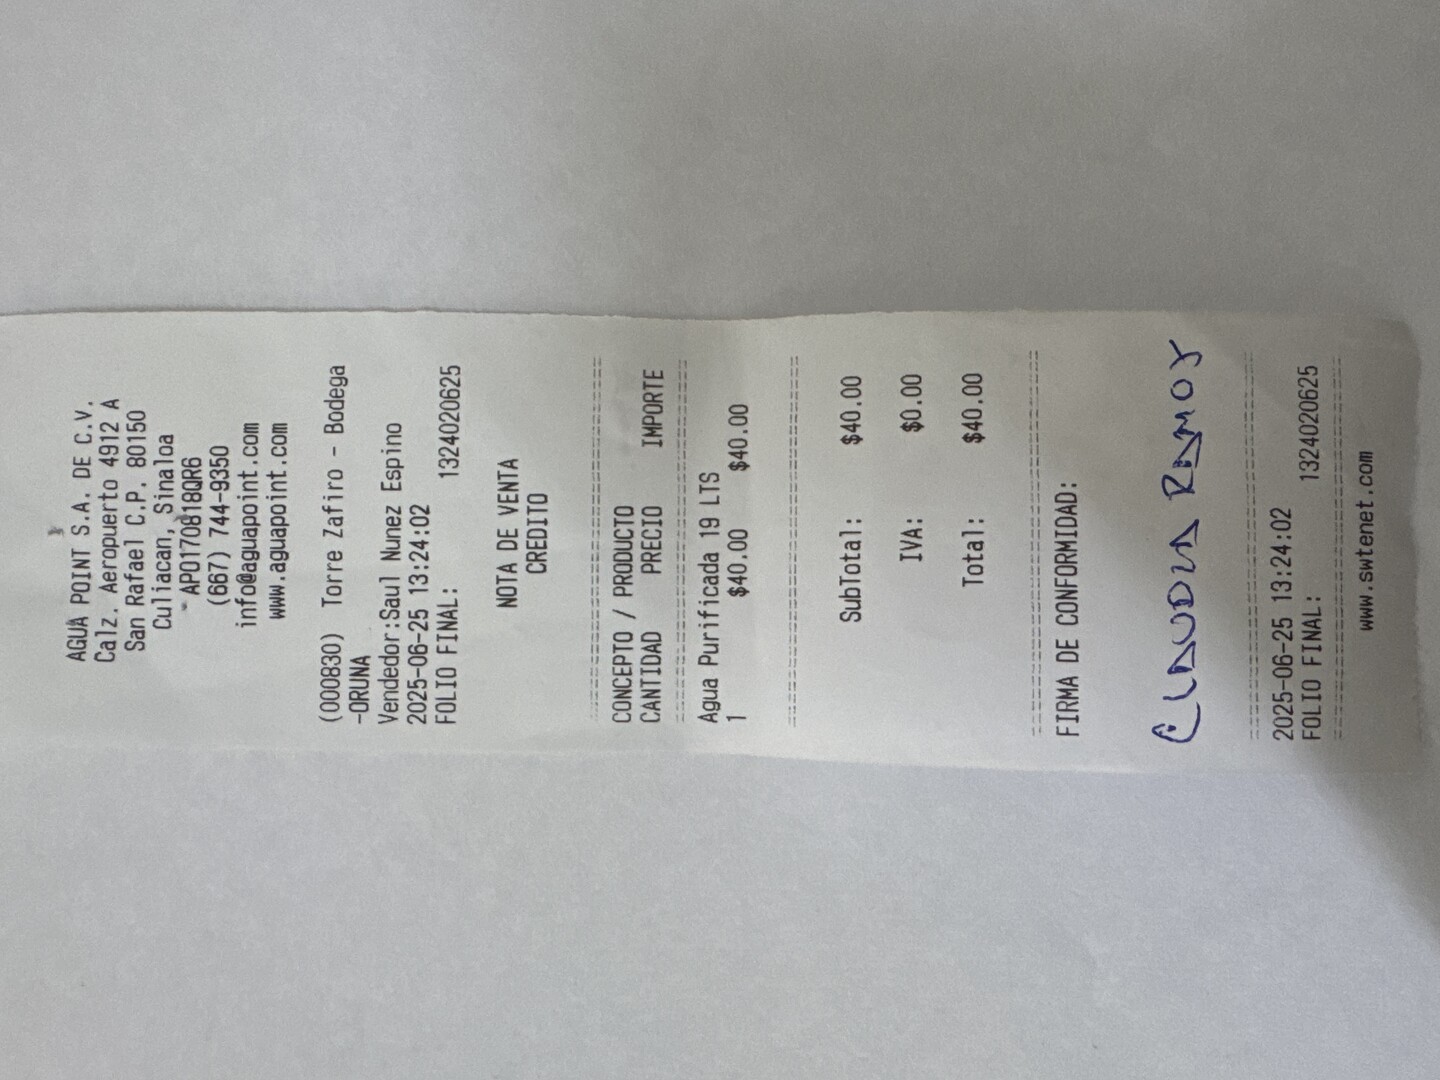 AGUA POINT S.A. DE C.V.
Calz. Aeropuerto 4912 A
San Rafael C.P. 80150
Culiacan, Sinaloa
APO170818QR6
(667) 744-9350
info@aguapoint.com
www.aguapoint.com
(000830) Torre Zafiro - Bodega
-ORUNA
Vendedor:Saul Nunez Espino
2025-06-25 13:24:02
FOLIO FINAL: 1324020625
NOTA DE VENTA
CREDITO
CONCEPTO / PRODUCTO
CANTIDAD PRECIO IMPORTE
Agua Purificada 19 LTS
1 $40.00 $40.00
SubTotal: $40.00
IVA: $0.00
Total: $40.00
FIRMA DE CONFORMIDAD:
CLAUDIA RAMOS
2025-06-25 13:24:02
FOLIO FINAL: 1324020625
www.swtenet.com